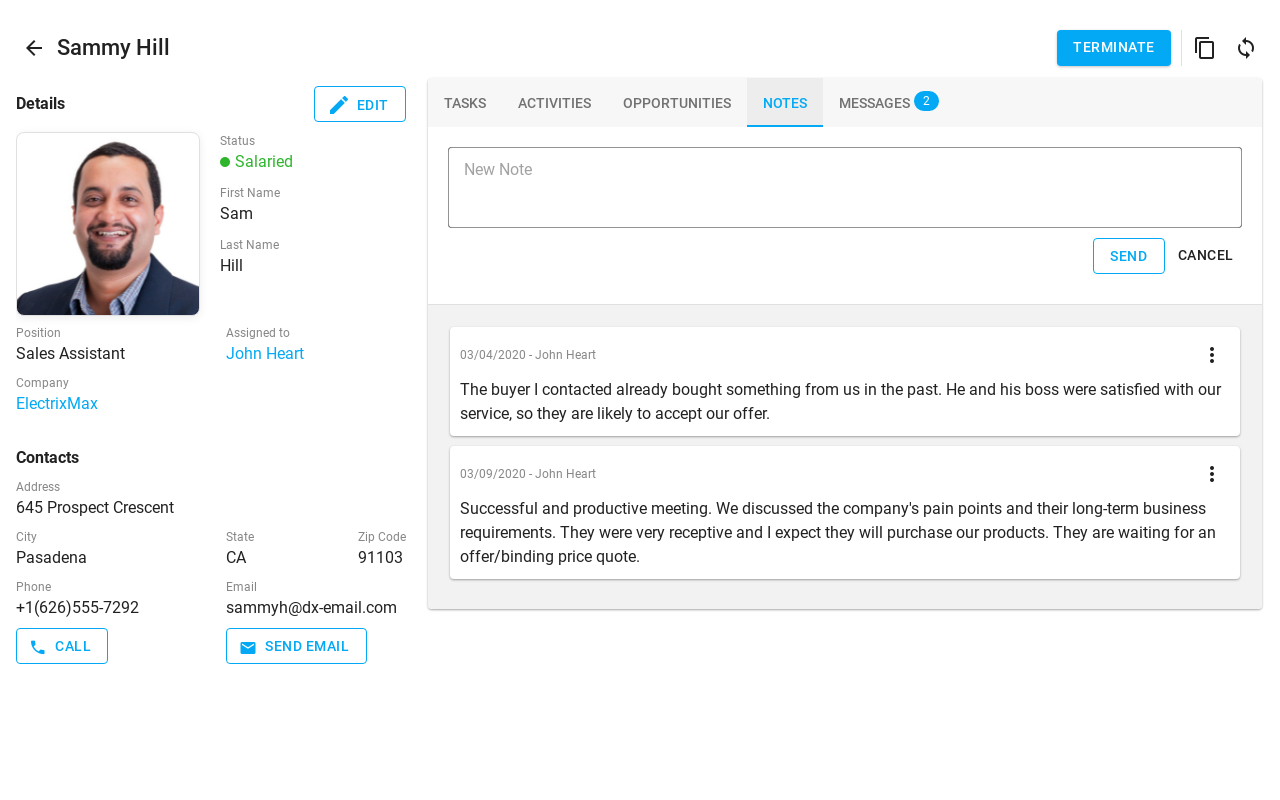 Sammy Hill
TERMINATE
Details
EDIT
Status
Salaried
First Name
Sam
Last Name
Hill
Position
Sales Assistant
Assigned to
John Heart
Company
ElectrixMax
Contacts
Address
645 Prospect Crescent
City
Pasadena
State
CA
Zip Code
91103
Phone
+1(626)555-7292
Email
sammyh@dx-email.com
CALL
SEND EMAIL
TASKS
ACTIVITIES
OPPORTUNITIES
NOTES
MESSAGES 2
New Note
SEND
CANCEL
03/04/2020 - John Heart
The buyer I contacted already bought something from us in the past. He and his boss were satisfied with our
service, so they are likely to accept our offer.
03/09/2020 - John Heart
Successful and productive meeting. We discussed the company's pain points and their long-term business
requirements. They were very receptive and I expect they will purchase our products. They are waiting for an
offer/binding price quote.